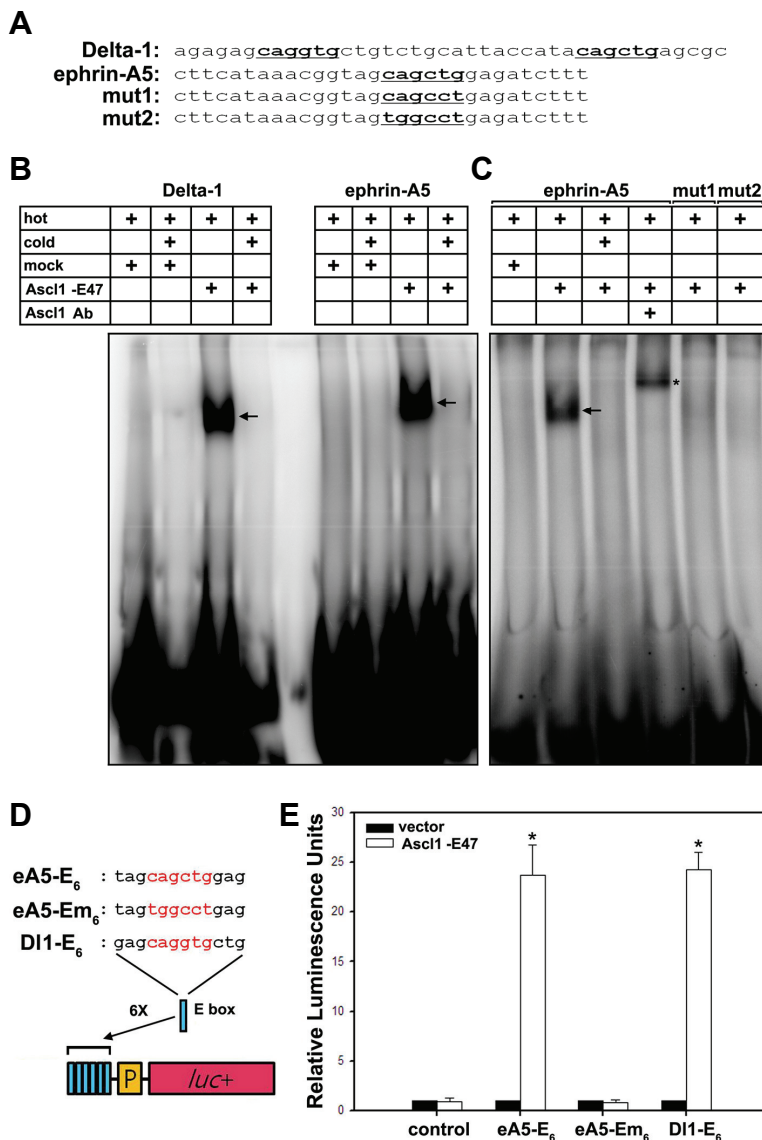 A
Delta-1: agagagcaggtgctgtctgcattaccatacagctgagcgc
ephrin-A5: cttcataaacggtagcagctggagatcttt
mut1: cttcataaacggtagcagcctgagatcttt
mut2: cttcataaacggtagtggcctgagatcttt
B
Delta-1 ephrin-A5
hot + + + + + + + +
cold + + + +
mock + + + +
Ascl1-E47 + + + +
Ascl1 Ab
C
ephrin-A5 mut1 mut2
+ + + + + +
+
+
+ + + + +
+
*
D
eA5-E6 : tagcagctggag
eA5-Em6 : tagtggcctgag
Dl1-E6 : gagcaggtgctg
6X E box
P luc+
E
Relative Luminescence Units
30
25
20
15
10
5
0
vector
Ascl1-E47
* *
control eA5-E6 eA5-Em6 Dl1-E6